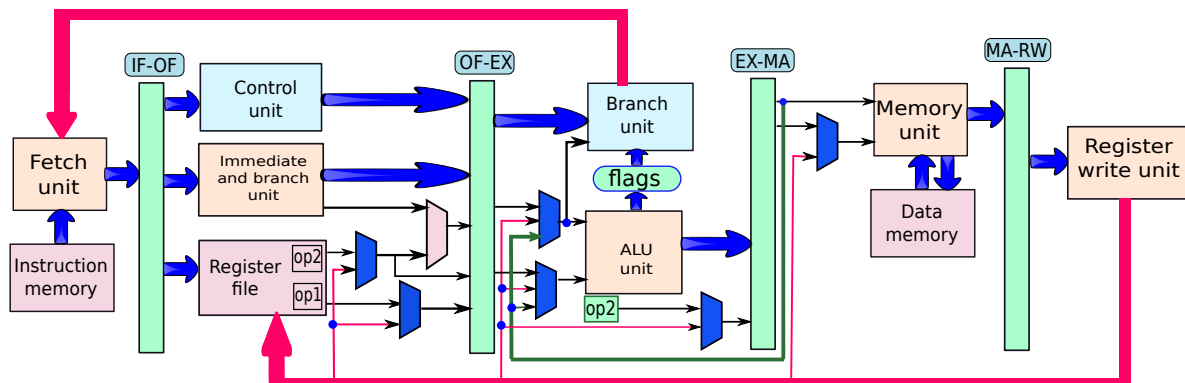 IF-OF
OF-EX
EX-MA
MA-RW
Control
unit
Branch
unit
Memory
unit
Fetch
unit
Immediate
and branch
unit
flags
Register
write unit
Instruction
memory
Register
file
op2
op1
ALU
unit
op2
Data
memory